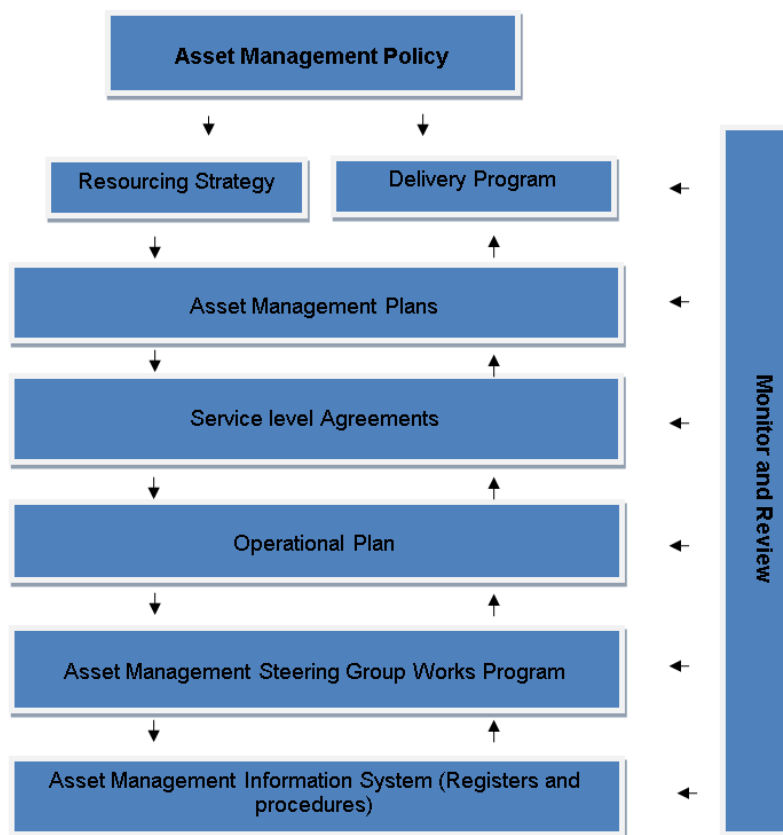 Asset Management Policy
Resourcing Strategy
Delivery Program
Asset Management Plans
Service level Agreements
Operational Plan
Asset Management Steering Group Works Program
Asset Management Information System (Registers and
procedures)
Monitor and Review